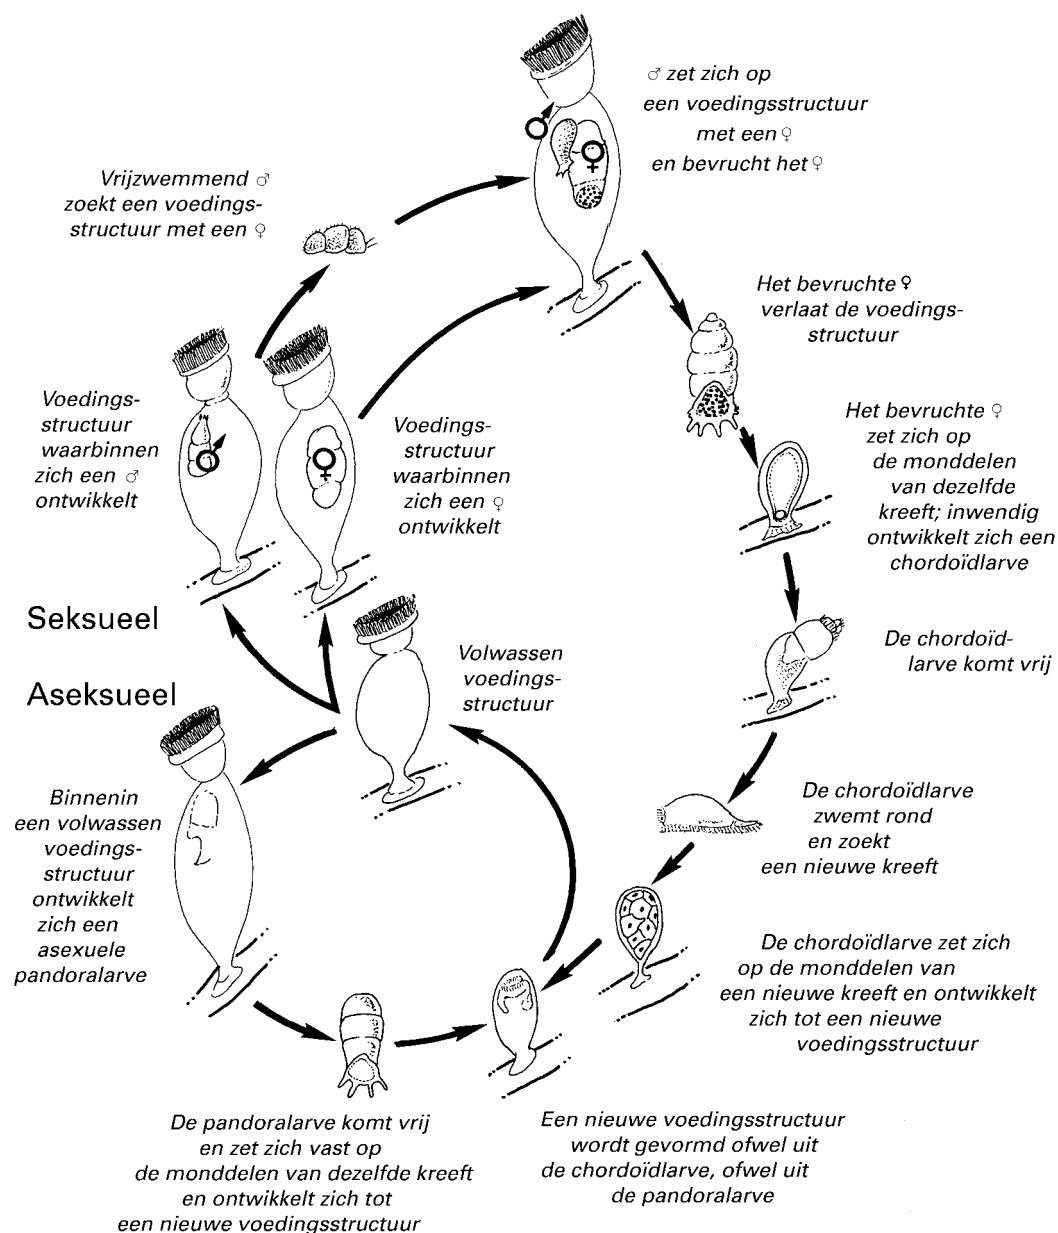 ♂ zet zich op
een voedingsstructuur
met een ♀
en bevrucht het ♀
Vrijzwemmend ♂
zoekt een voedings-
structuur met een ♀
Het bevruchte ♀
verlaat de voedings-
structuur
Voedings-
structuur
waarbinnen
zich een ♂
ontwikkelt
Voedings-
structuur
waarbinnen
zich een ♀
ontwikkelt
Het bevruchte ♀
zet zich op
de monddelen
van dezelfde
kreeft; inwendig
ontwikkelt zich een
chordoïdlarve
Seksueel
Aseksueel
Volwassen
voedings-
structuur
De chordoïd-
larve komt vrij
Binnenin
een volwassen
voedings-
structuur
ontwikkelt
zich een
asexuele
pandoralarve
De chordoïdlarve
zwemt rond
en zoekt
een nieuwe kreeft
De chordoïdlarve zet zich
op de monddelen van
een nieuwe kreeft en ontwikkelt
zich tot een nieuwe
voedingsstructuur
De pandoralarve komt vrij
en zet zich vast op
de monddelen van dezelfde kreeft
en ontwikkelt zich tot
een nieuwe voedingsstructuur
Een nieuwe voedingsstructuur
wordt gevormd ofwel uit
de chordoïdlarve, ofwel uit
de pandoralarve